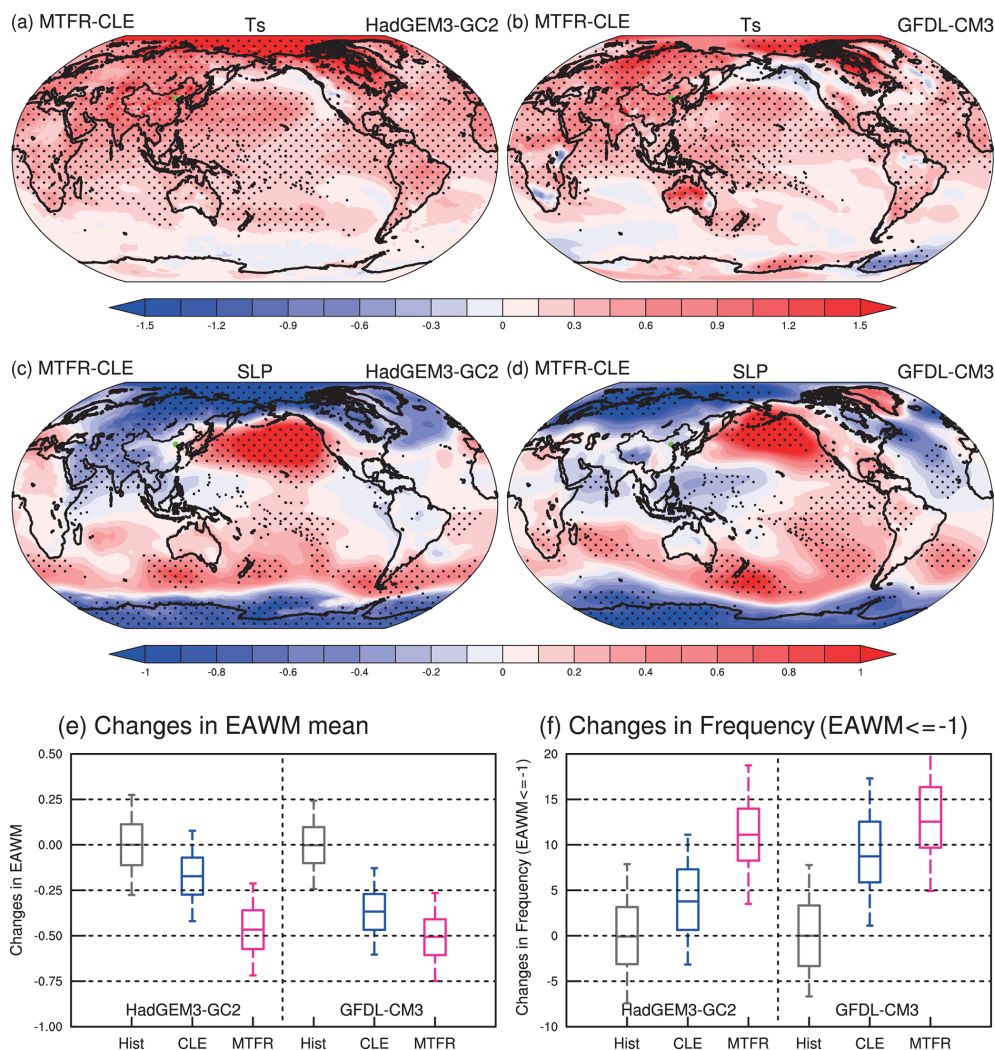 (a) MTFR-CLE Ts HadGEM3-GC2
(b) MTFR-CLE Ts GFDL-CM3
-1.5 -1.2 -0.9 -0.6 -0.3 0 0.3 0.6 0.9 1.2 1.5
(c) MTFR-CLE SLP HadGEM3-GC2
(d) MTFR-CLE SLP GFDL-CM3
-1 -0.8 -0.6 -0.4 -0.2 0 0.2 0.4 0.6 0.8 1
(e) Changes in EAWM mean
Changes in EAWM
0.50
0.25
0.00
-0.25
-0.50
-0.75
-1.00
HadGEM3-GC2 GFDL-CM3
Hist CLE MTFR Hist CLE MTFR
(f) Changes in Frequency (EAWM<=-1)
Changes in Frequency (EAWM<=-1)
20
15
10
5
0
-5
-10
HadGEM3-GC2 GFDL-CM3
Hist CLE MTFR Hist CLE MTFR